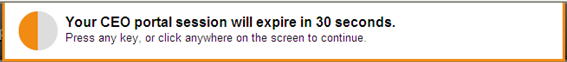 Your CEO portal session will expire in 30 seconds.
Press any key, or click anywhere on the screen to continue.